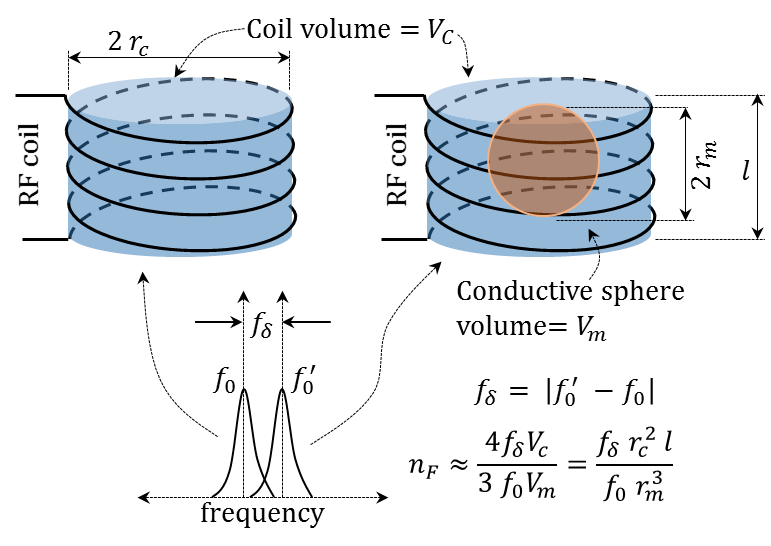 Coil volume = V_C
2 r_c
RF coil
RF coil
2 r_m
l
Conductive sphere
volume= V_m
f_δ
f_0
f_0′
frequency
f_δ = |f_0′ − f_0|
n_F ≈ 4f_δV_c / 3 f_0V_m = f_δ r_c^2 l / f_0 r_m^3